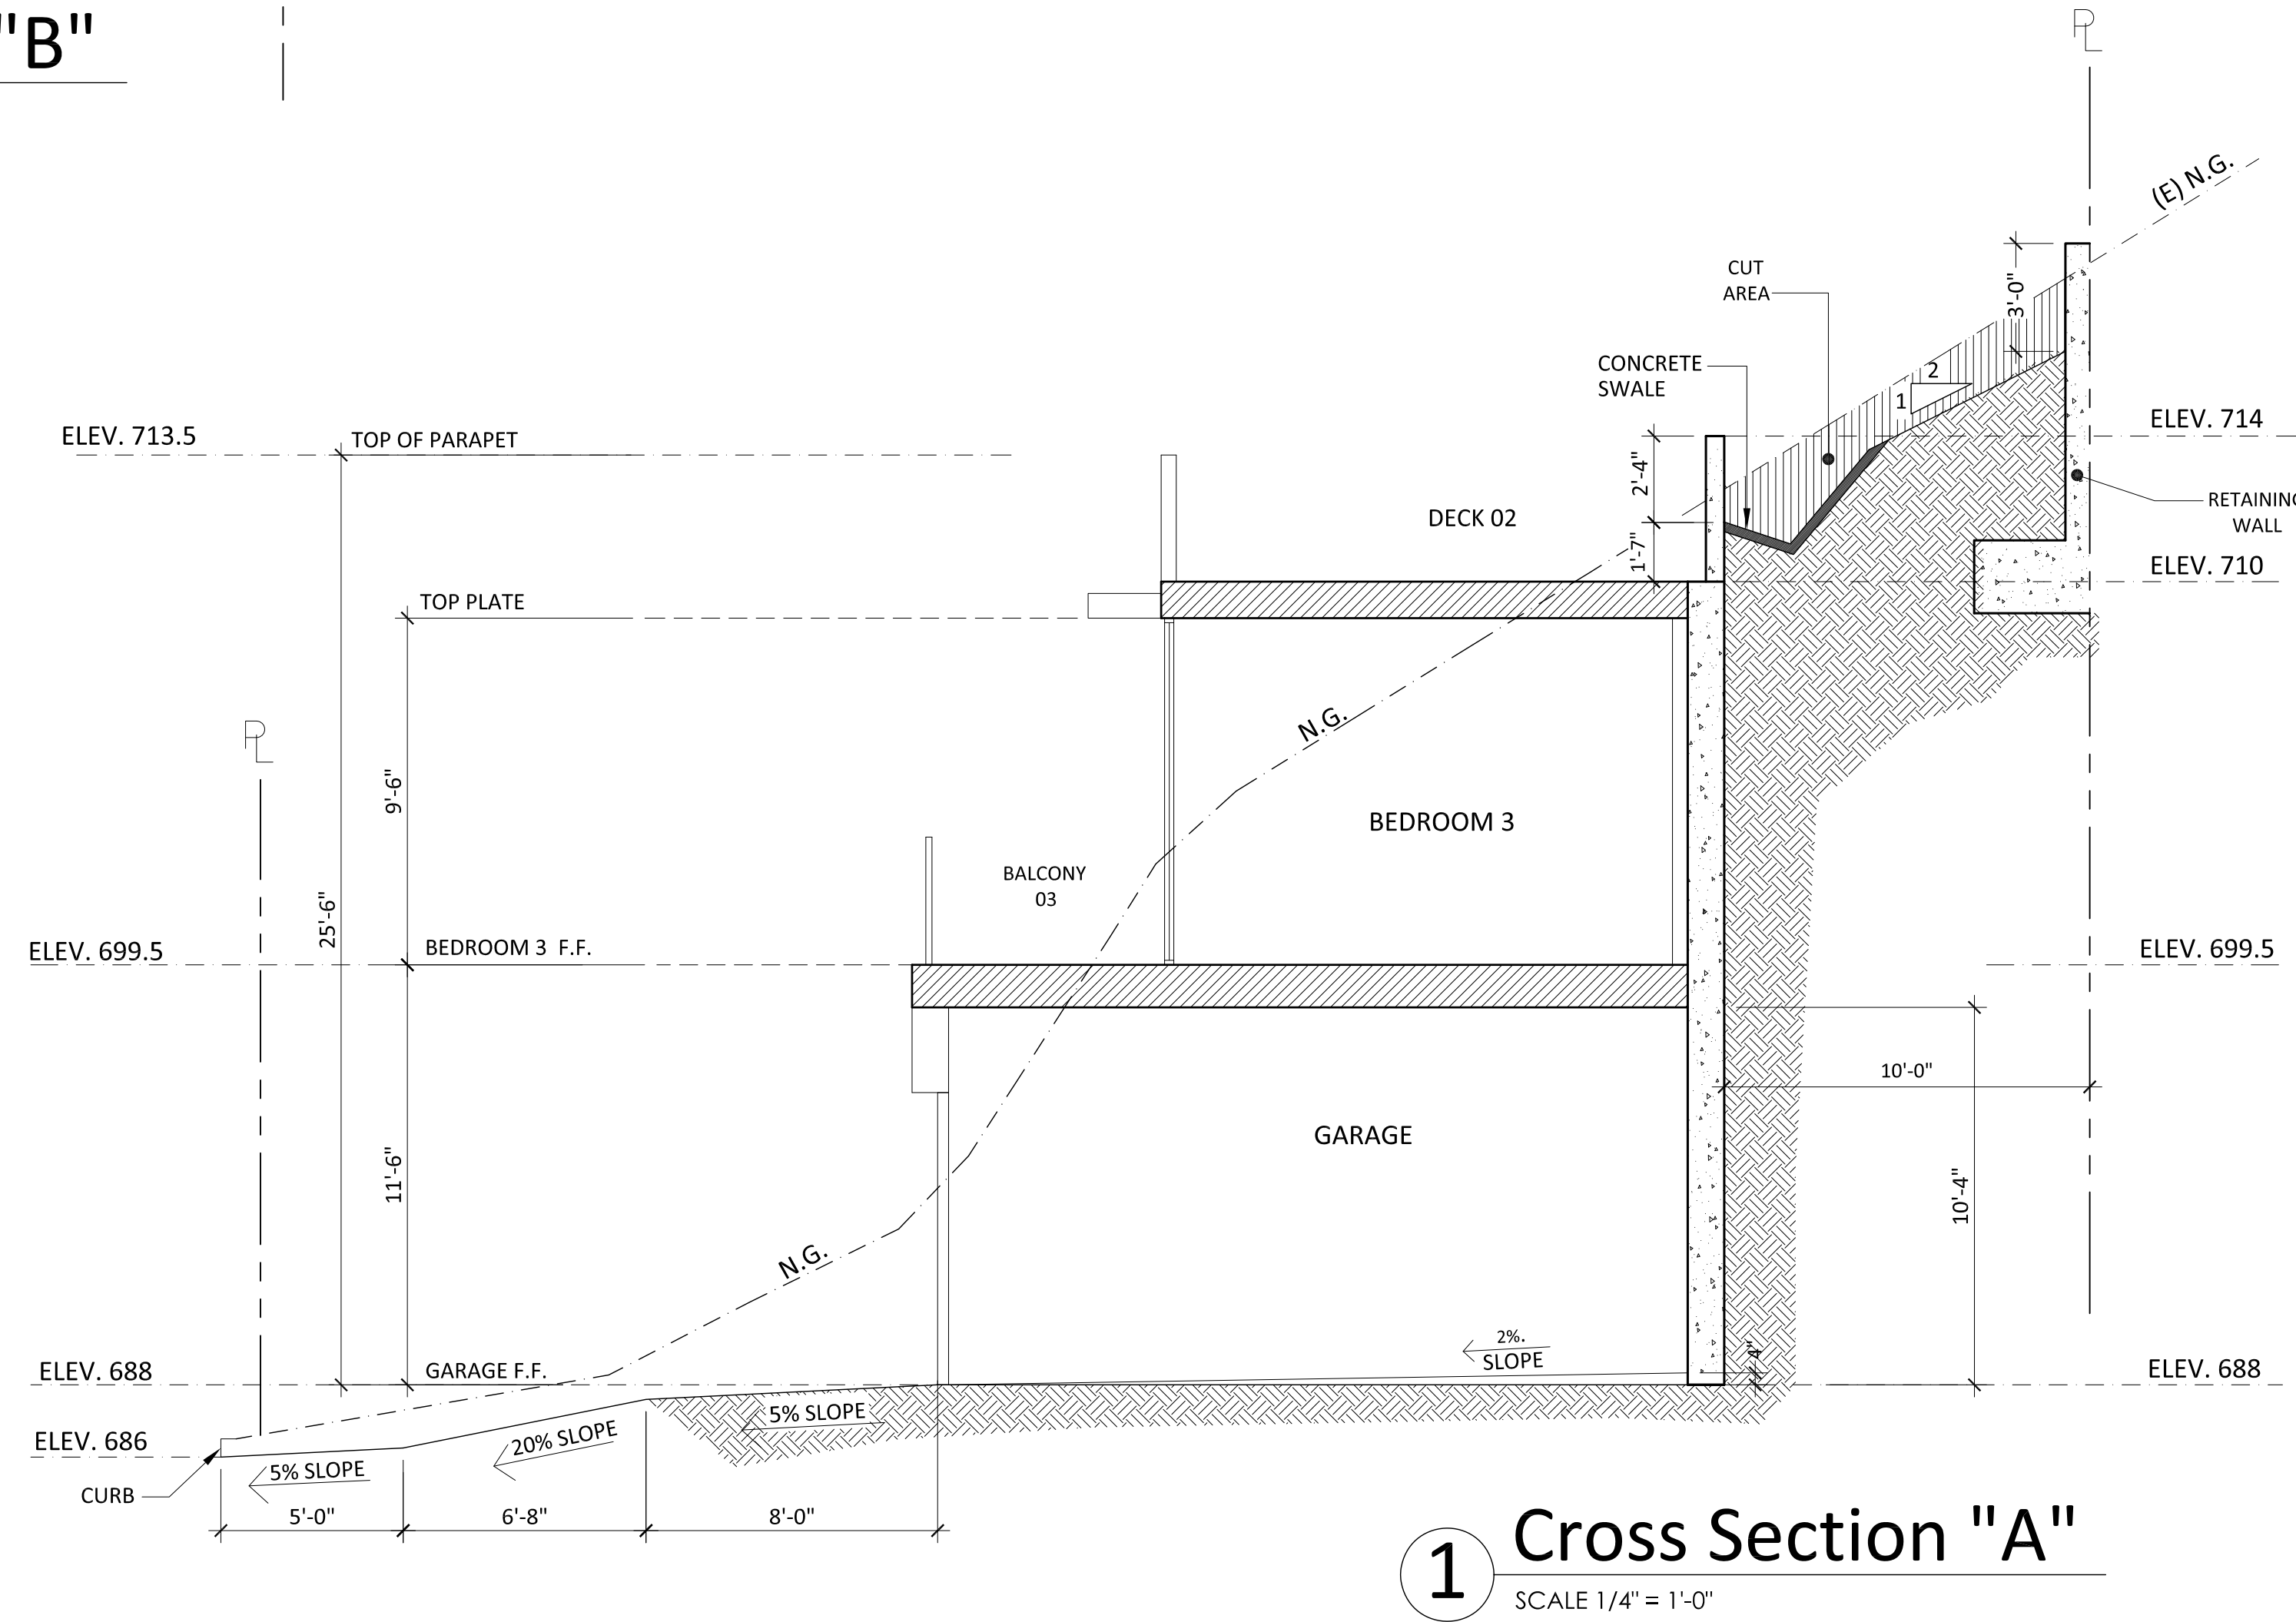 "B"
PL
(E) N.G.
CUT
AREA
3'-0"
CONCRETE
SWALE
2
1
ELEV. 714
ELEV. 713.5
TOP OF PARAPET
2'-4"
DECK 02
RETAINING
WALL
1'-7"
ELEV. 710
TOP PLATE
N.G.
PL
9'-6"
BEDROOM 3
BALCONY
03
25'-6"
ELEV. 699.5
BEDROOM 3 F.F.
ELEV. 699.5
10'-0"
GARAGE
11'-6"
10'-4"
N.G.
2%.
SLOPE
4"
ELEV. 688
GARAGE F.F.
ELEV. 688
5% SLOPE
20% SLOPE
ELEV. 686
5% SLOPE
CURB
5'-0"
6'-8"
8'-0"
1
Cross Section "A"
SCALE 1/4" = 1'-0"